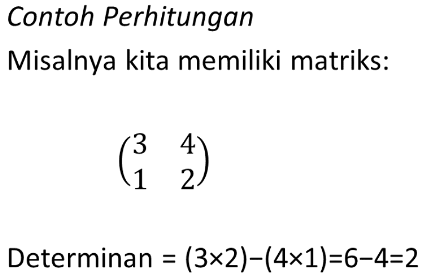 Contoh Perhitungan
Misalnya kita memiliki matriks:
(3 4
1 2)
Determinan = (3×2)−(4×1)=6−4=2